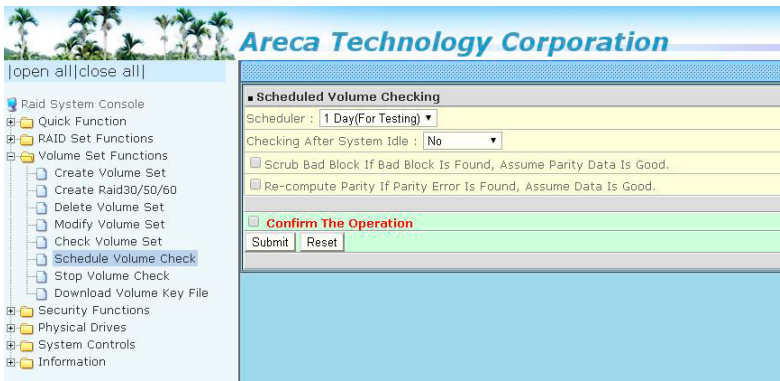 Areca Technology Corporation
|open all|close all|
Raid System Console
Quick Function
RAID Set Functions
Volume Set Functions
Create Volume Set
Create Raid30/50/60
Delete Volume Set
Modify Volume Set
Check Volume Set
Schedule Volume Check
Stop Volume Check
Download Volume Key File
Security Functions
Physical Drives
System Controls
Information
Scheduled Volume Checking
Scheduler : 1 Day(For Testing)
Checking After System Idle : No
Scrub Bad Block If Bad Block Is Found, Assume Parity Data Is Good.
Re-compute Parity If Parity Error Is Found, Assume Data Is Good.
Confirm The Operation
Submit Reset